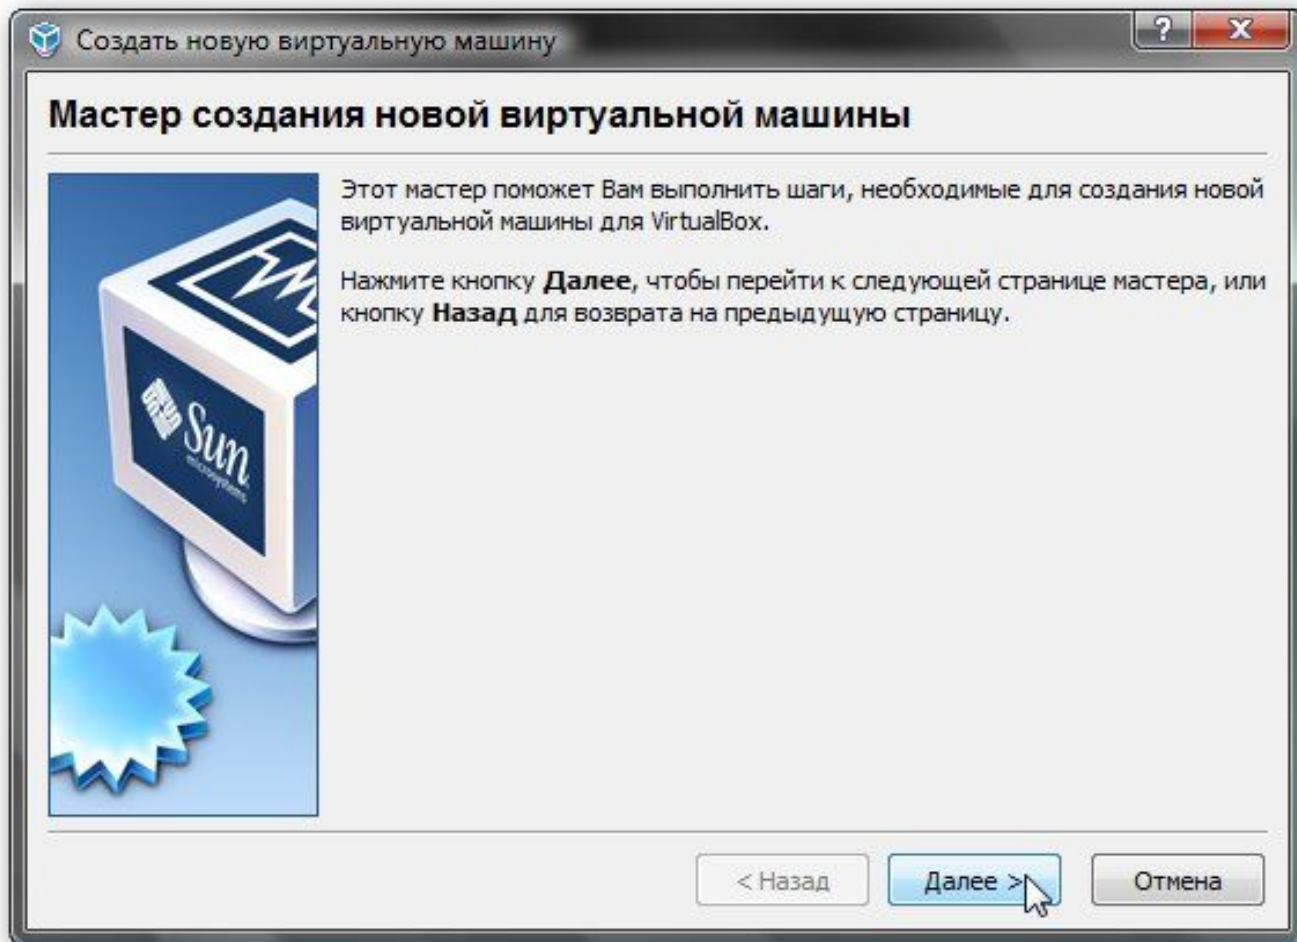 Создать новую виртуальную машину
?
X
Мастер создания новой виртуальной машины
Этот мастер поможет Вам выполнить шаги, необходимые для создания новой
виртуальной машины для VirtualBox.
Нажмите кнопку Далее, чтобы перейти к следующей странице мастера, или
кнопку Назад для возврата на предыдущую страницу.
Sun
microsystems
< Назад
Далее >
Отмена